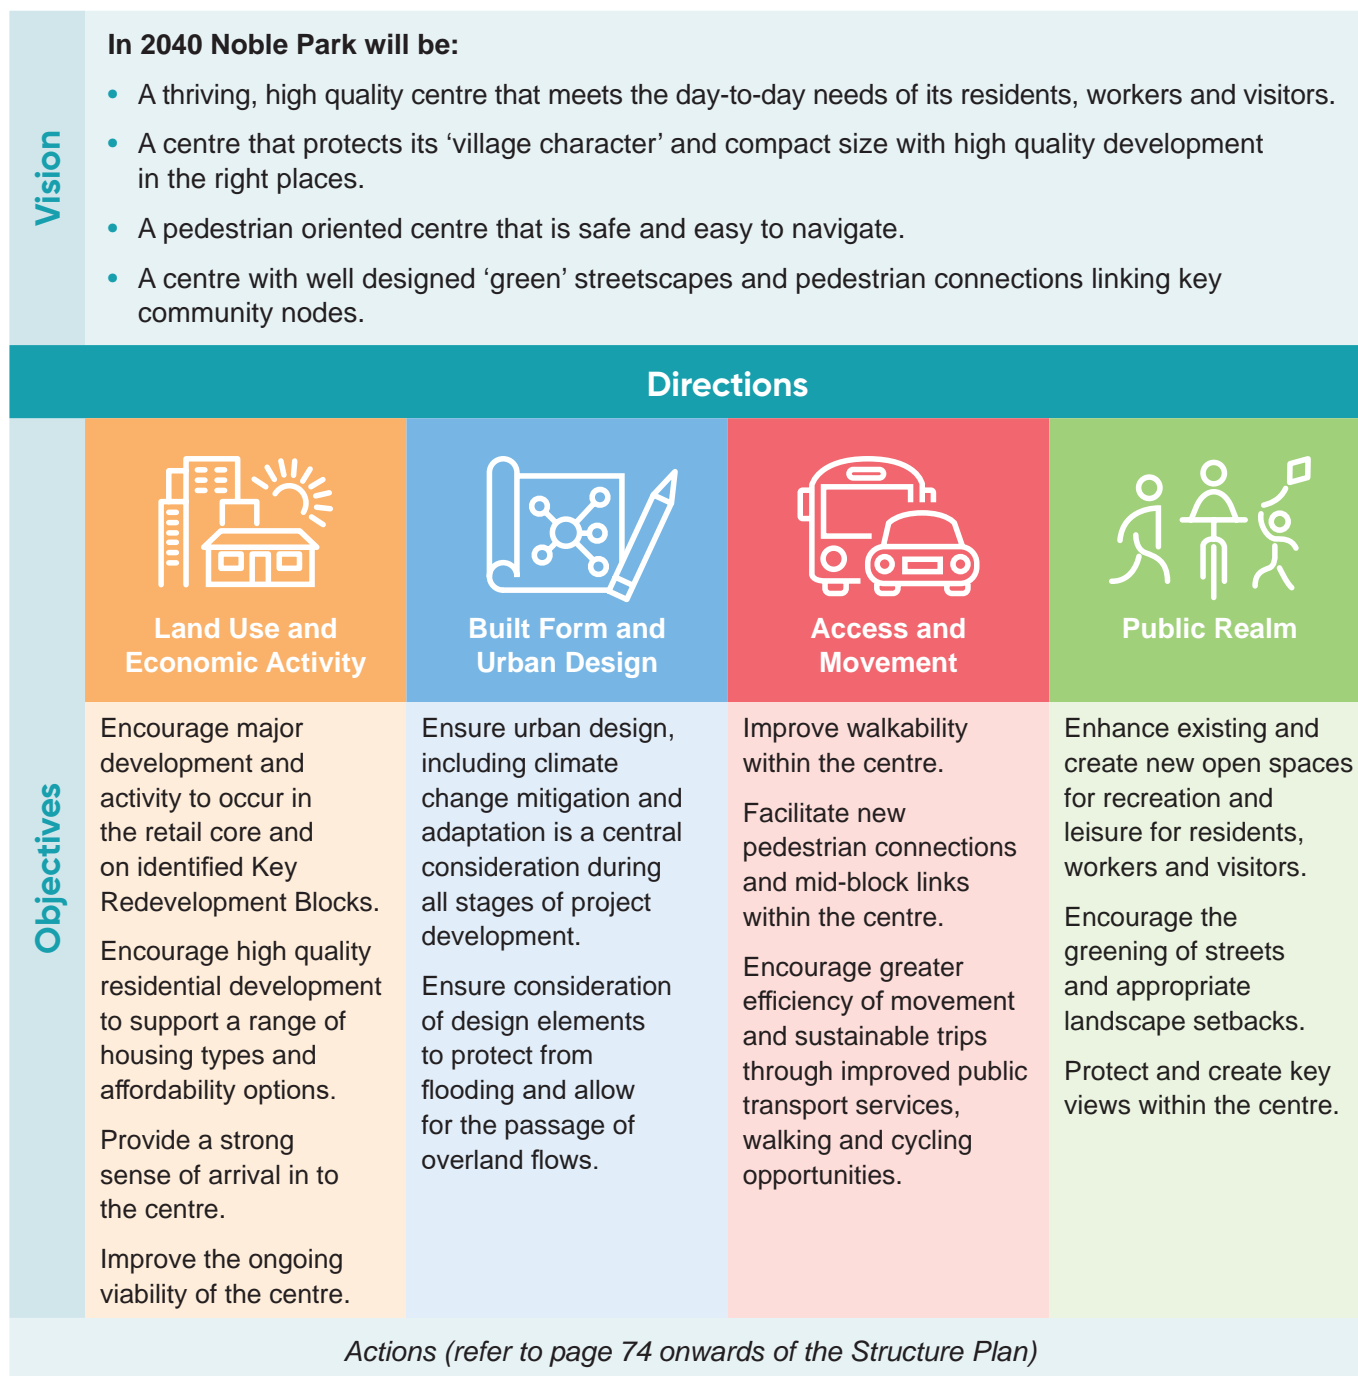 In 2040 Noble Park will be:
• A thriving, high quality centre that meets the day-to-day needs of its residents, workers and visitors.
• A centre that protects its ‘village character’ and compact size with high quality development
in the right places.
• A pedestrian oriented centre that is safe and easy to navigate.
• A centre with well designed ‘green’ streetscapes and pedestrian connections linking key
community nodes.
Vision
Directions
Objectives
Land Use and
Economic Activity
Encourage major
development and
activity to occur in
the retail core and
on identified Key
Redevelopment Blocks.
Encourage high quality
residential development
to support a range of
housing types and
affordability options.
Provide a strong
sense of arrival in to
the centre.
Improve the ongoing
viability of the centre.
Built Form and
Urban Design
Ensure urban design,
including climate
change mitigation and
adaptation is a central
consideration during
all stages of project
development.
Ensure consideration
of design elements
to protect from
flooding and allow
for the passage of
overland flows.
Access and
Movement
Improve walkability
within the centre.
Facilitate new
pedestrian connections
and mid-block links
within the centre.
Encourage greater
efficiency of movement
and sustainable trips
through improved public
transport services,
walking and cycling
opportunities.
Public Realm
Enhance existing and
create new open spaces
for recreation and
leisure for residents,
workers and visitors.
Encourage the
greening of streets
and appropriate
landscape setbacks.
Protect and create key
views within the centre.
Actions (refer to page 74 onwards of the Structure Plan)